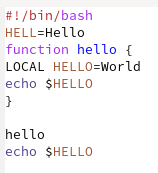 #!/bin/bash
HELL=Hello
function hello {
LOCAL HELLO=World
echo $HELLO
}
hello
echo $HELLO